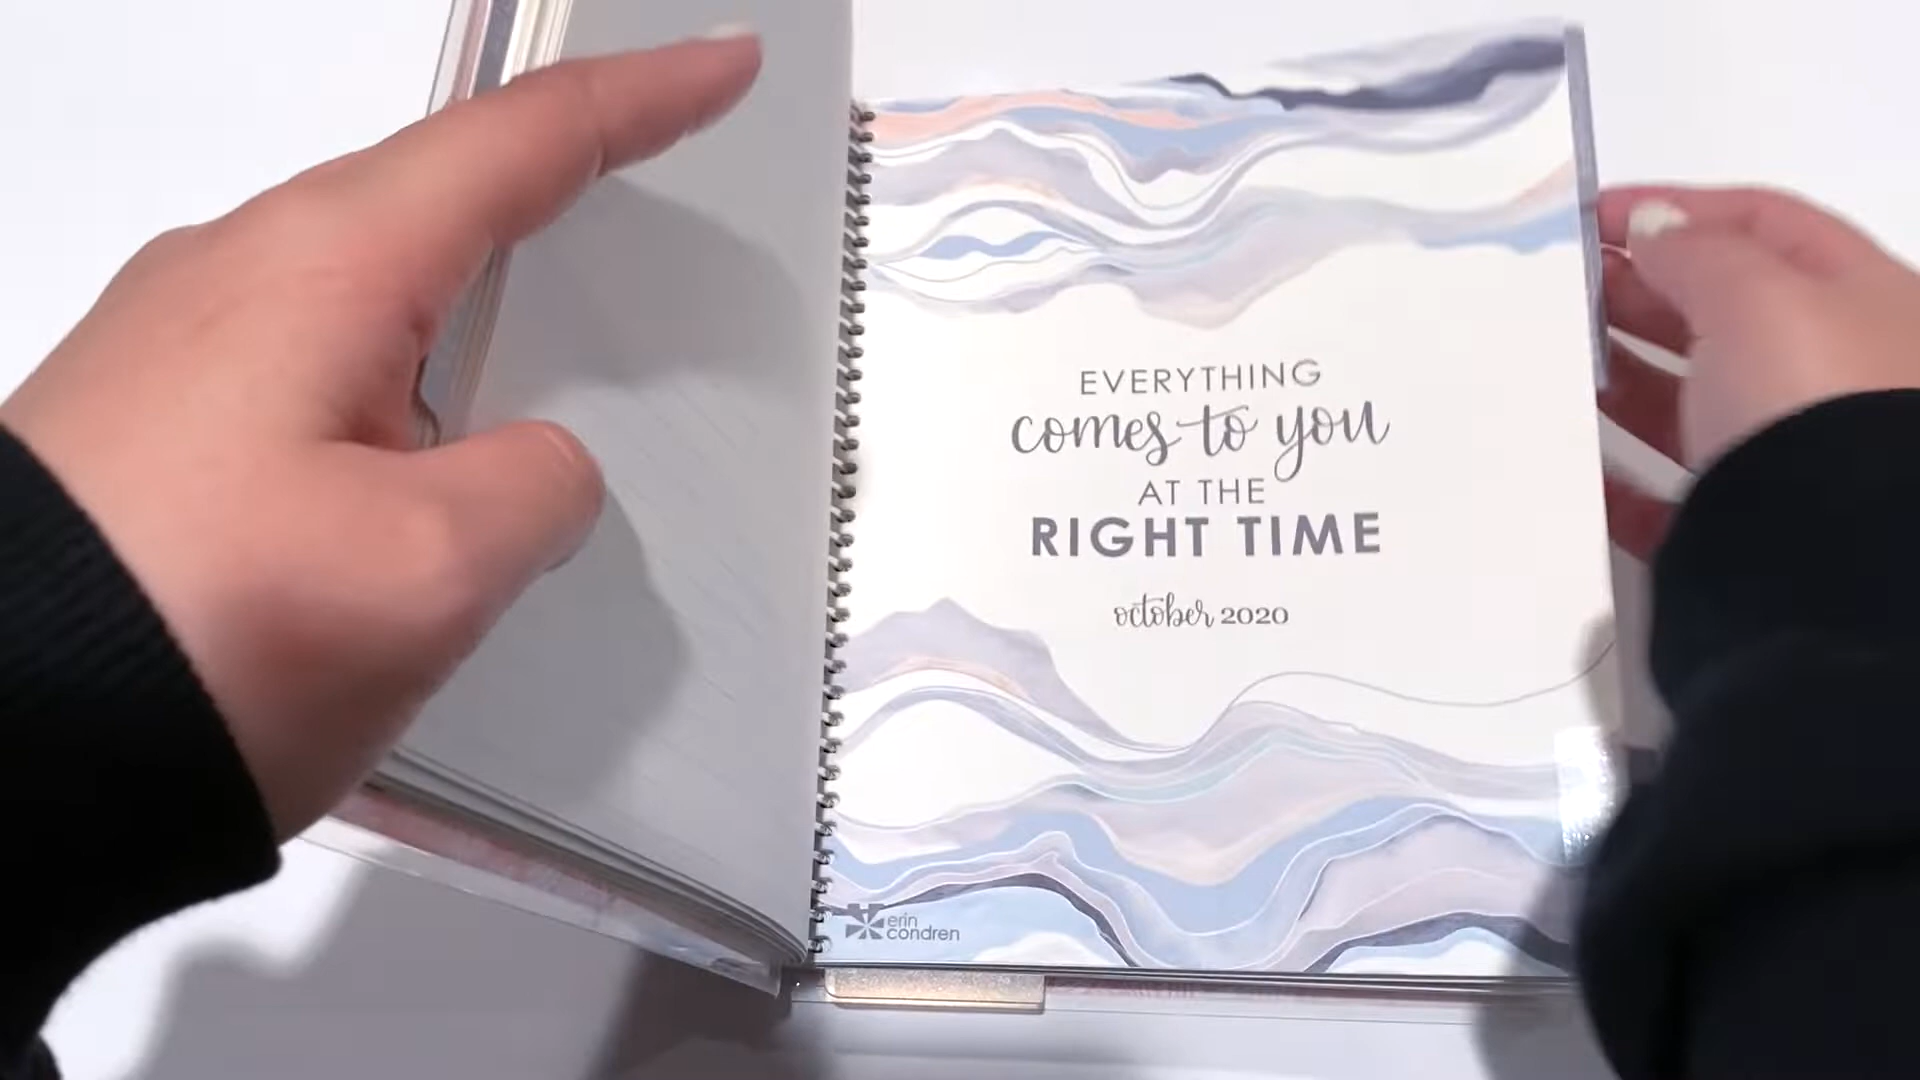 EVERYTHING
comes to you
AT THE
RIGHT TIME
october 2020
erin
condren